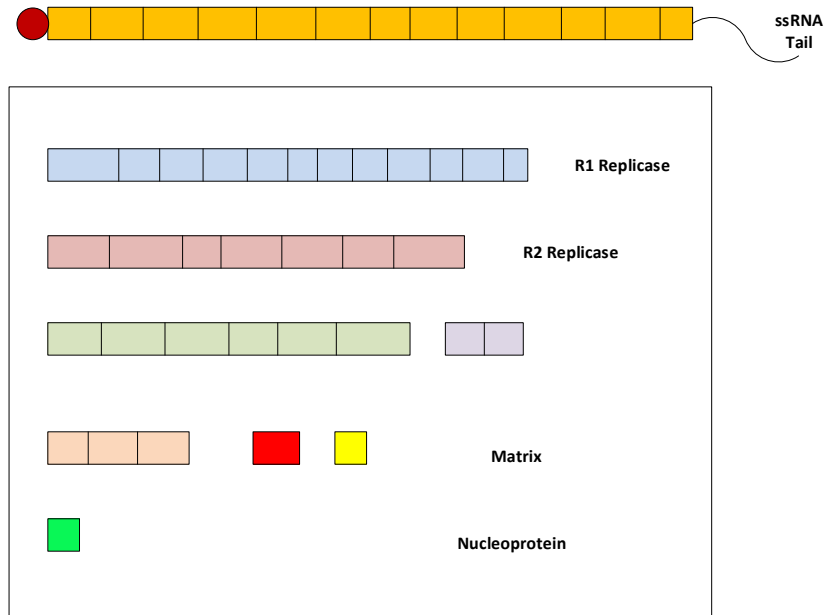 ssRNA
Tail
R1 Replicase
R2 Replicase
Matrix
Nucleoprotein